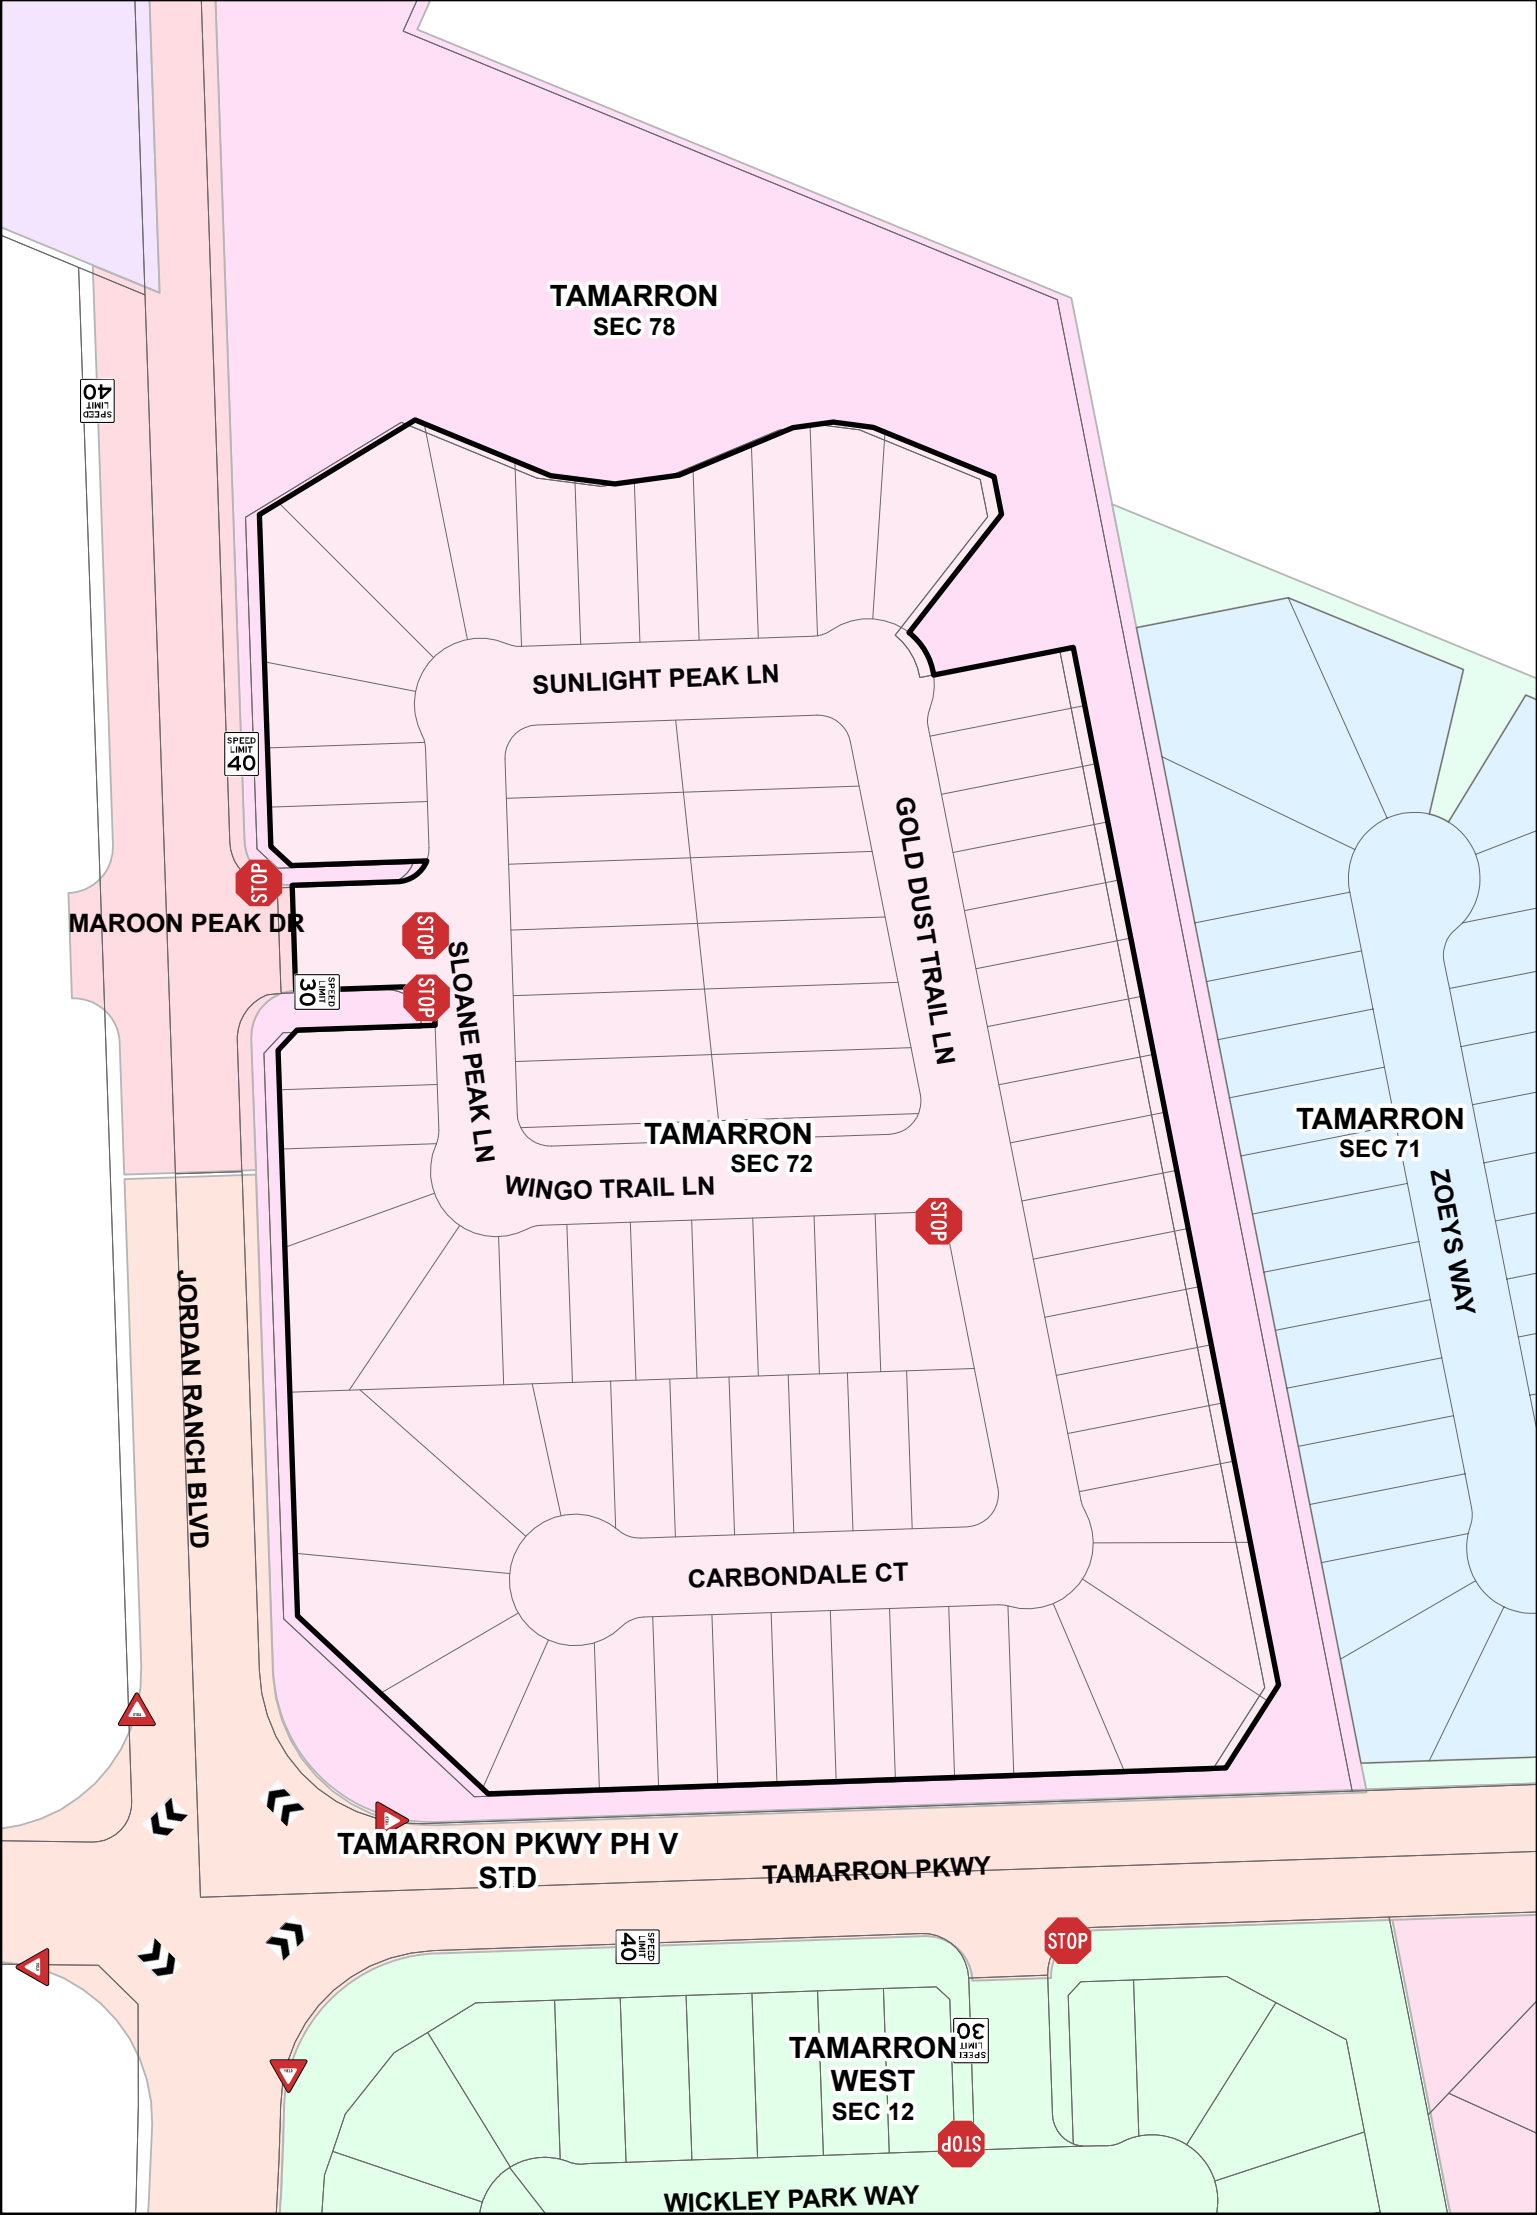 TAMARRON
SEC 78
SPEED
LIMIT
40
SUNLIGHT PEAK LN
SPEED
LIMIT
40
GOLD DUST TRAIL LN
STOP
MAROON PEAK DR
STOP
SPEED
LIMIT
30
STOP
SLOANE PEAK LN
TAMARRON
SEC 72
TAMARRON
SEC 71
WINGO TRAIL LN
STOP
ZOEYS WAY
JORDAN RANCH BLVD
CARBONDALE CT
TAMARRON PKWY PH V
STD
TAMARRON PKWY
SPEED
LIMIT
40
STOP
TAMARRON
WEST
SEC 12
SPEED
LIMIT
30
STOP
WICKLEY PARK WAY